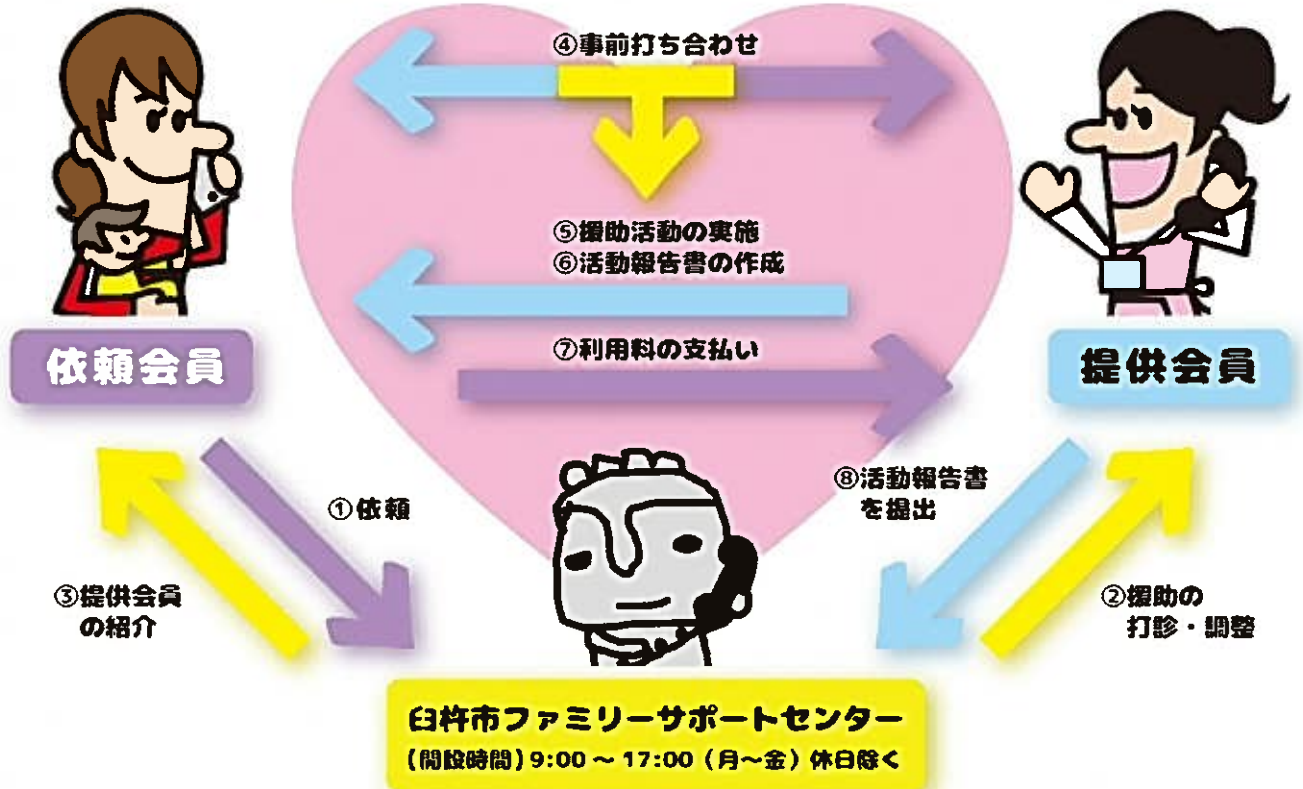 ④事前打ち合わせ
⑤援助活動の実施
⑥活動報告書の作成
⑦利用料の支払い
依頼会員
提供会員
①依頼
⑧活動報告書
を提出
③提供会員
の紹介
②援助の
打診・調整
臼杵市ファミリーサポートセンター
(開設時間) 9:00 ～ 17:00 (月～金) 休日除く